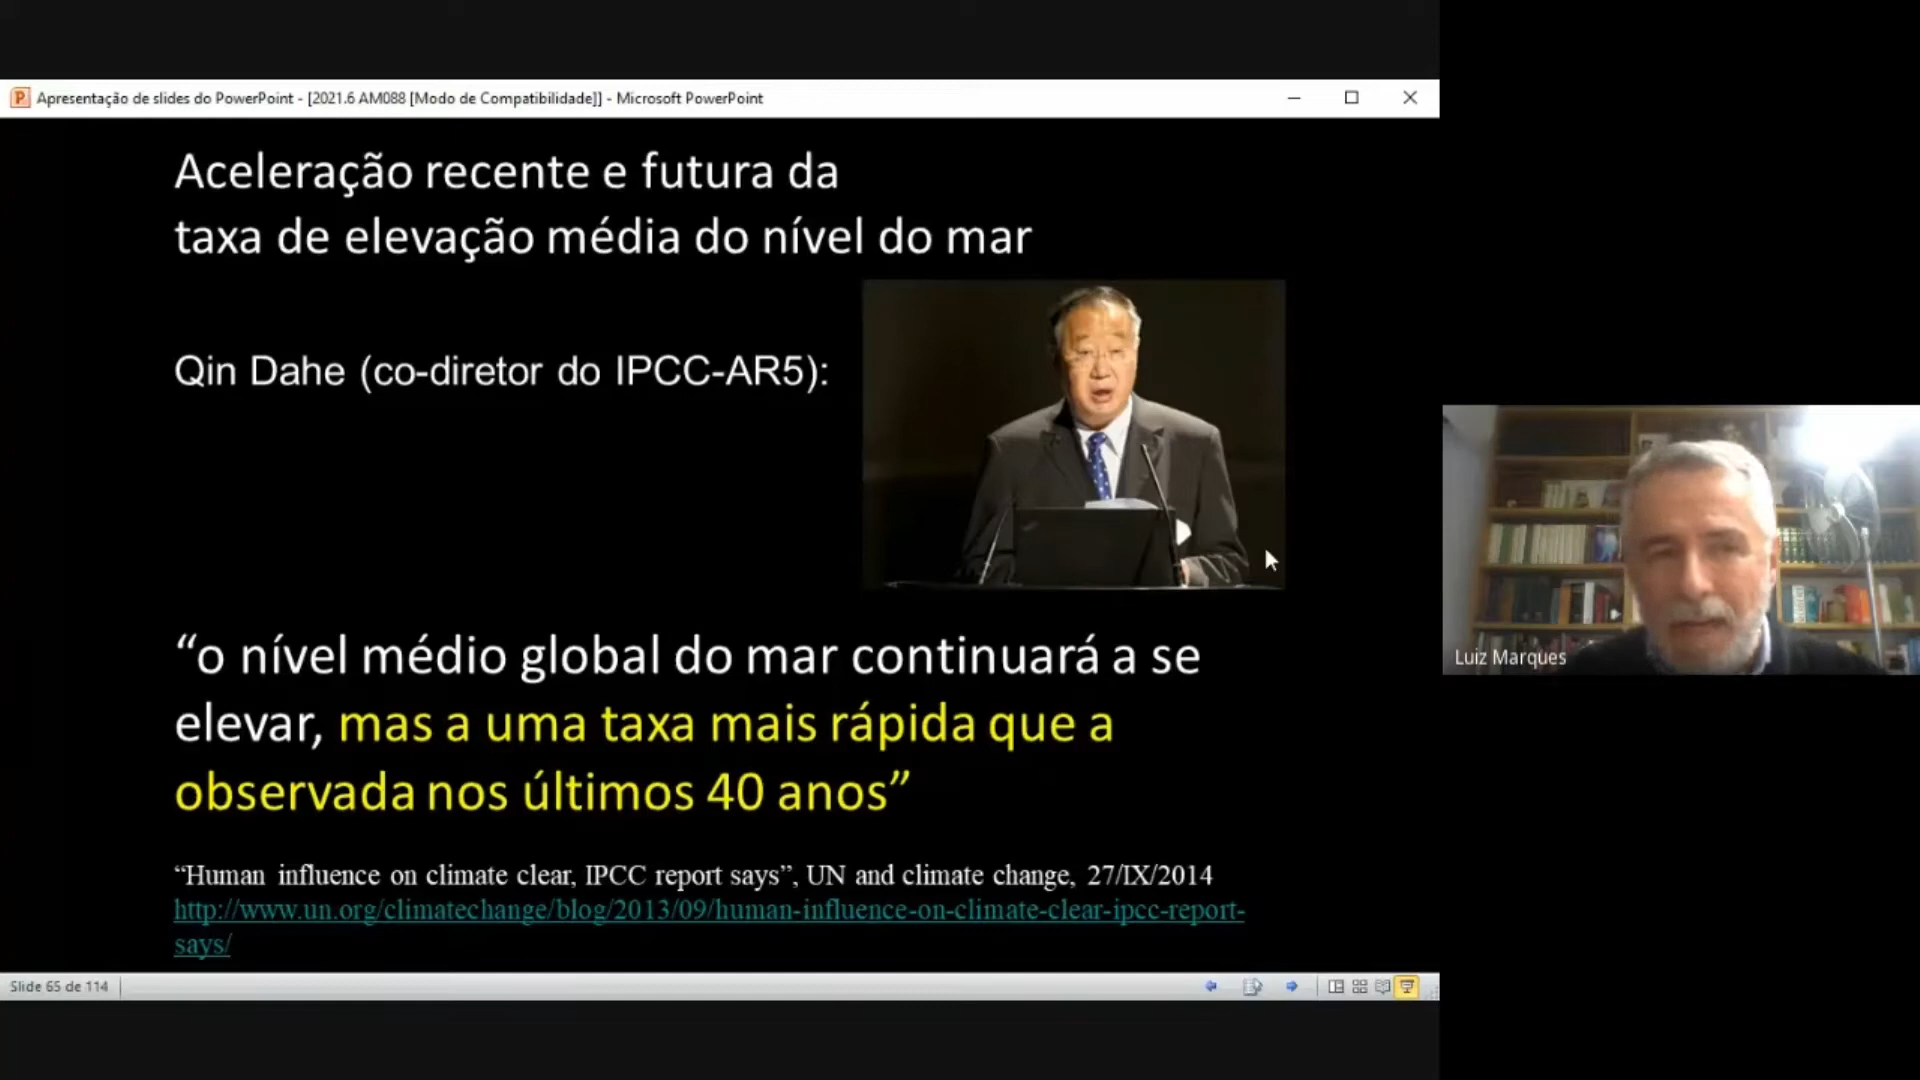 Apresentação de slides do PowerPoint - [2021.6 AM088 [Modo de Compatibilidade]] - Microsoft PowerPoint
Aceleração recente e futura da
taxa de elevação média do nível do mar
Qin Dahe (co-diretor do IPCC-AR5):
“o nível médio global do mar continuará a se
elevar, mas a uma taxa mais rápida que a
observada nos últimos 40 anos”
“Human influence on climate clear, IPCC report says”, UN and climate change, 27/IX/2014
http://www.un.org/climatechange/blog/2013/09/human-influence-on-climate-clear-ipcc-report-
says/
Slide 65 de 114
Luiz Marques